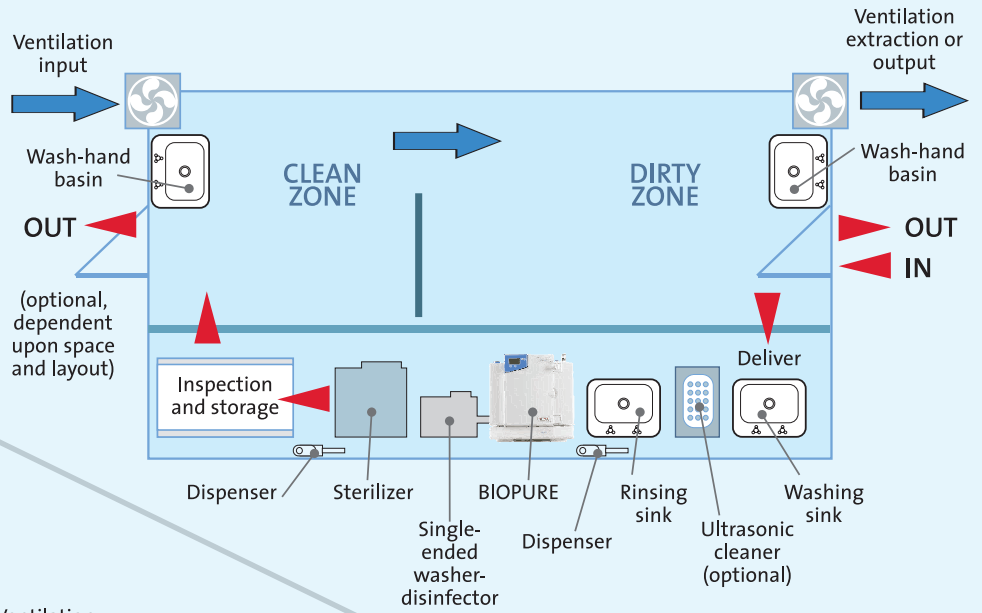 Ventilation
input
Ventilation
extraction or
output
Wash-hand
basin
CLEAN
ZONE
DIRTY
ZONE
Wash-hand
basin
OUT
OUT
IN
(optional,
dependent
upon space
and layout)
Deliver
Inspection
and storage
Dispenser
Sterilizer
BIOPURE
Rinsing
sink
Washing
sink
Single-
ended
washer-
disinfector
Dispenser
Ultrasonic
cleaner
(optional)